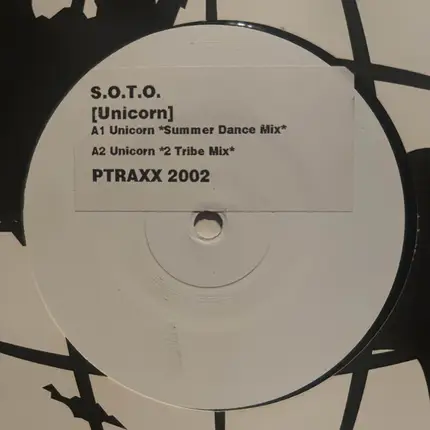 S.O.T.O.
[Unicorn]
A1 Unicorn *Summer Dance Mix*
A2 Unicorn *2 Tribe Mix*
PTRAXX 2002